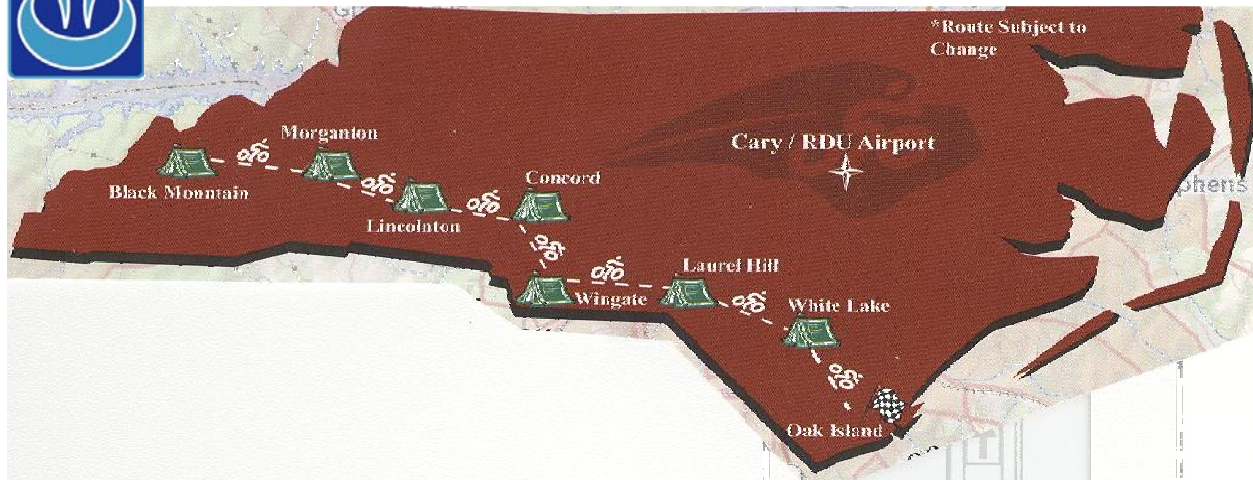 *Route Subject to
Change
Morganton
Cary / RDU Airport
Black Mountain
Concord
phens
Lincolnton
Laurel Hill
Wingate
White Lake
Oak Island